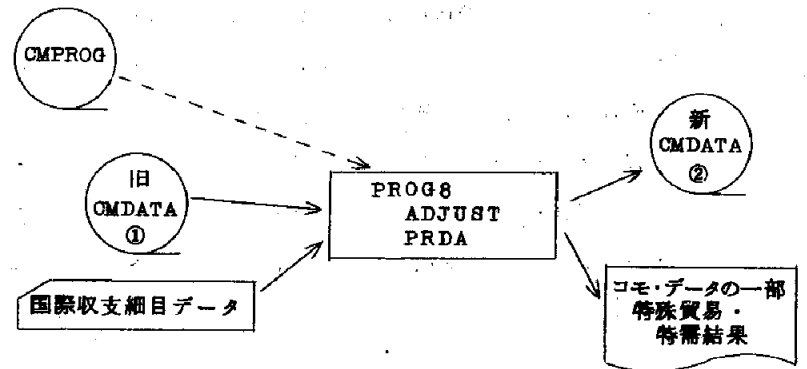 CMPROG
旧
CMDATA
①
国際収支細目データ
PROG8
ADJUST
PRDA
新
CMDATA
②
コモ・データの一部
特殊貿易・
特需結果